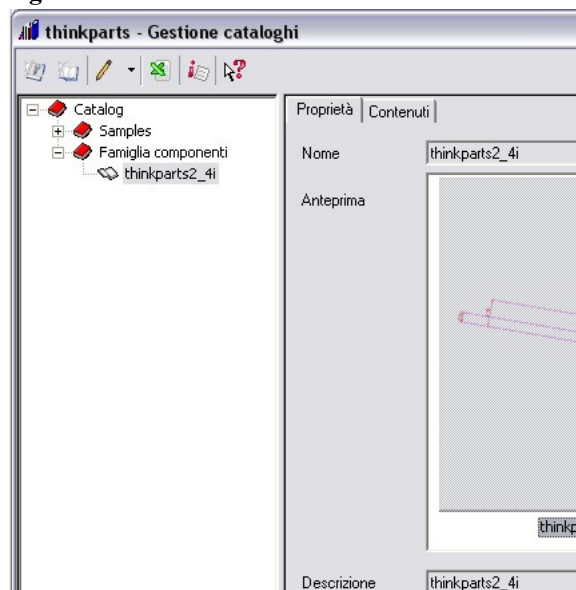 thinkparts - Gestione cataloghi
Catalog
Samples
Famiglia componenti
thinkparts2_4i
Proprietà Contenuti
Nome thinkparts2_4i
Anteprima
Descrizione thinkparts2_4i